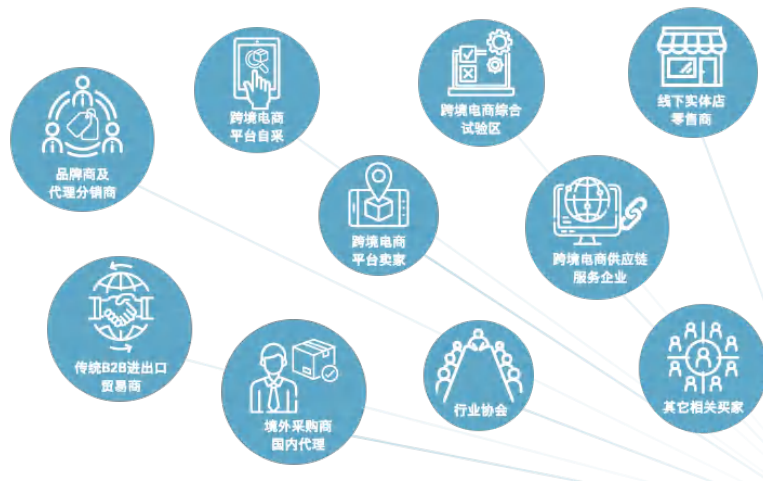 跨境电商
平台自采
跨境电商综合
试验区
线下实体店
零售商
品牌商及
代理分销商
跨境电商
平台卖家
跨境电商供应链
服务企业
传统B2B进出口
贸易商
境外采购商
国内代理
行业协会
其它相关买家